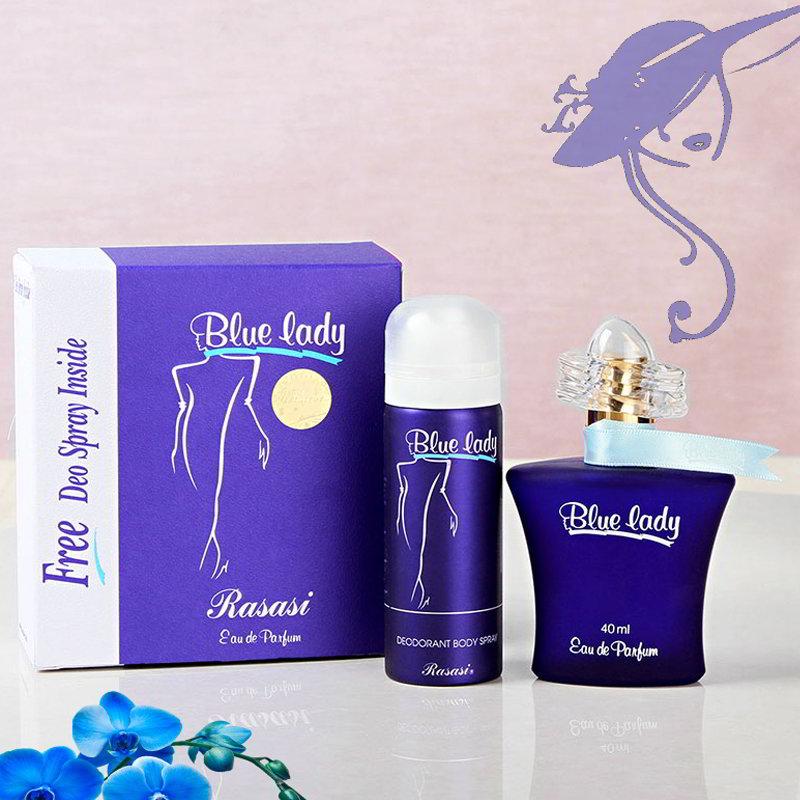 Free Deo Spray Inside
Blue lady
Rasasi
Eau de Parfum
Blue lady
DEODORANT BODY SPRAY
Rasasi®
Blue lady
40 ml
Eau de Parfum